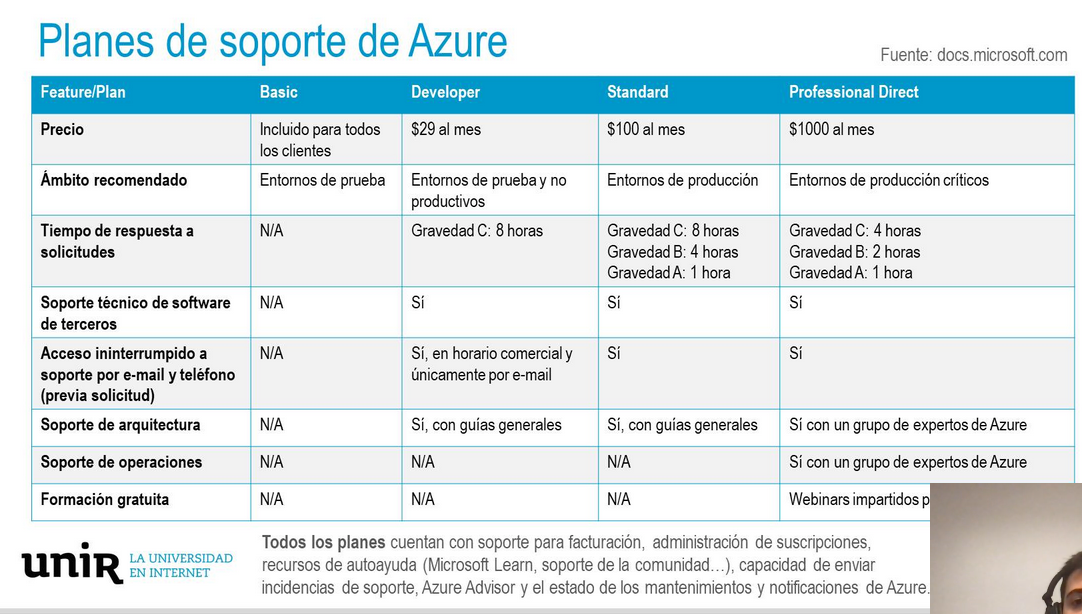 Planes de soporte de Azure
Fuente: docs.microsoft.com
Feature/Plan Basic Developer Standard Professional Direct
Precio
Incluido para todos
los clientes
$29 al mes
$100 al mes
$1000 al mes
Ámbito recomendado
Entornos de prueba
Entornos de prueba y no
productivos
Entornos de producción
Entornos de producción críticos
Tiempo de respuesta a
solicitudes
N/A
Gravedad C: 8 horas
Gravedad C: 8 horas
Gravedad B: 4 horas
Gravedad A: 1 hora
Gravedad C: 4 horas
Gravedad B: 2 horas
Gravedad A: 1 hora
Soporte técnico de software
de terceros
N/A
Sí
Sí
Sí
Acceso ininterrumpido a
soporte por e-mail y teléfono
(previa solicitud)
N/A
Sí, en horario comercial y
únicamente por e-mail
Sí
Sí
Soporte de arquitectura
N/A
Sí, con guías generales
Sí, con guías generales
Sí con un grupo de expertos de Azure
Soporte de operaciones
N/A
N/A
N/A
Sí con un grupo de expertos de Azure
Formación gratuita
N/A
N/A
N/A
Webinars impartidos
unir LA UNIVERSIDAD
EN INTERNET
Todos los planes cuentan con soporte para facturación, administración de suscripciones,
recursos de autoayuda (Microsoft Learn, soporte de la comunidad…), capacidad de enviar
incidencias de soporte, Azure Advisor y el estado de los mantenimientos y notificaciones de Azure.